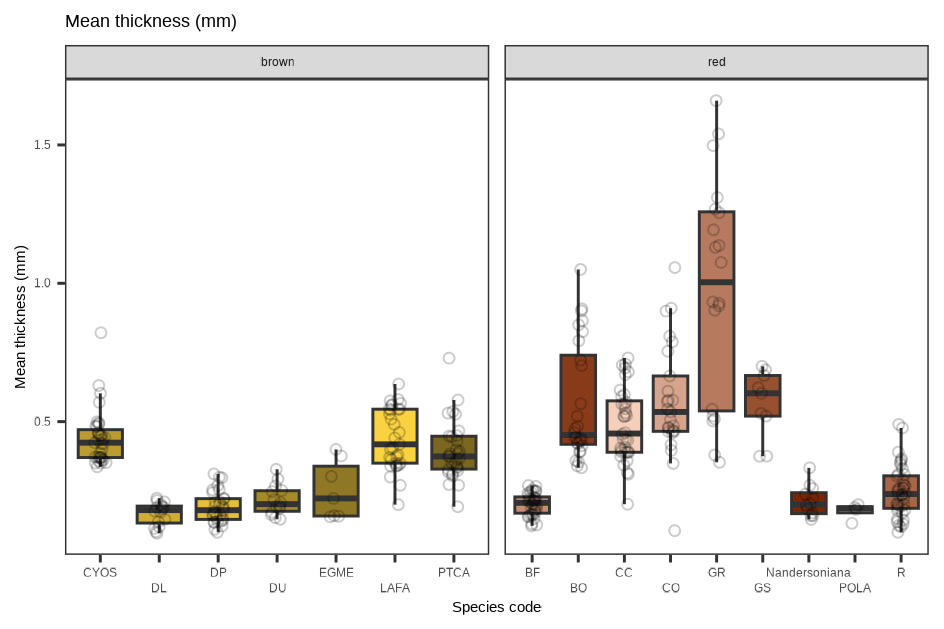 Mean thickness (mm)
brown
red
Mean thickness (mm)
1.5
1.0
0.5
CYOS
DL
DP
DU
EGME
LAFA
PTCA
BF
BO
CC
CO
GR
GS
Nandersoniana
POLA
R
Species code